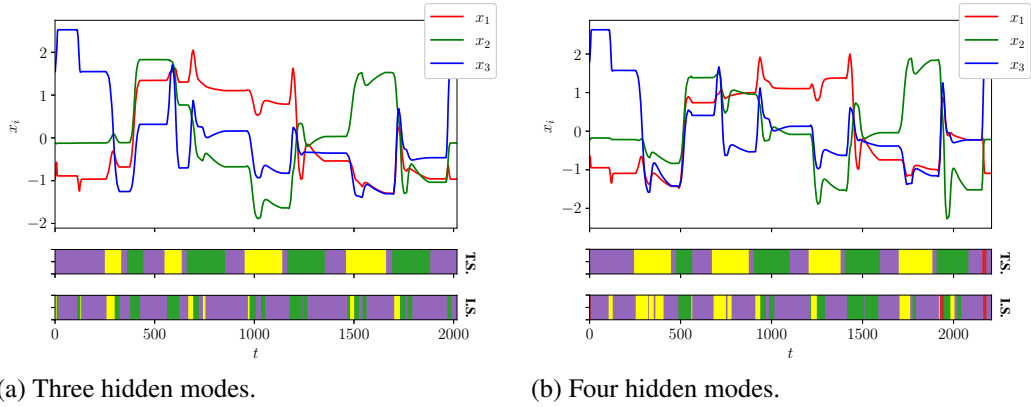 x₁
x₂
x₃
2
1
0
−1
−2
xᵢ
T.S.
I.S.
0
500
1000
1500
2000
t
(a) Three hidden modes.
x₁
x₂
x₃
2
1
0
−1
−2
xᵢ
T.S.
I.S.
0
500
1000
1500
2000
t
(b) Four hidden modes.